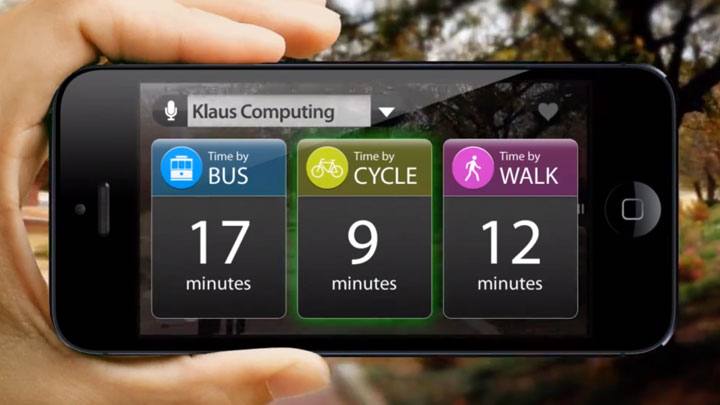 Klaus Computing
Time by
BUS
17
minutes
Time by
CYCLE
9
minutes
Time by
WALK
12
minutes